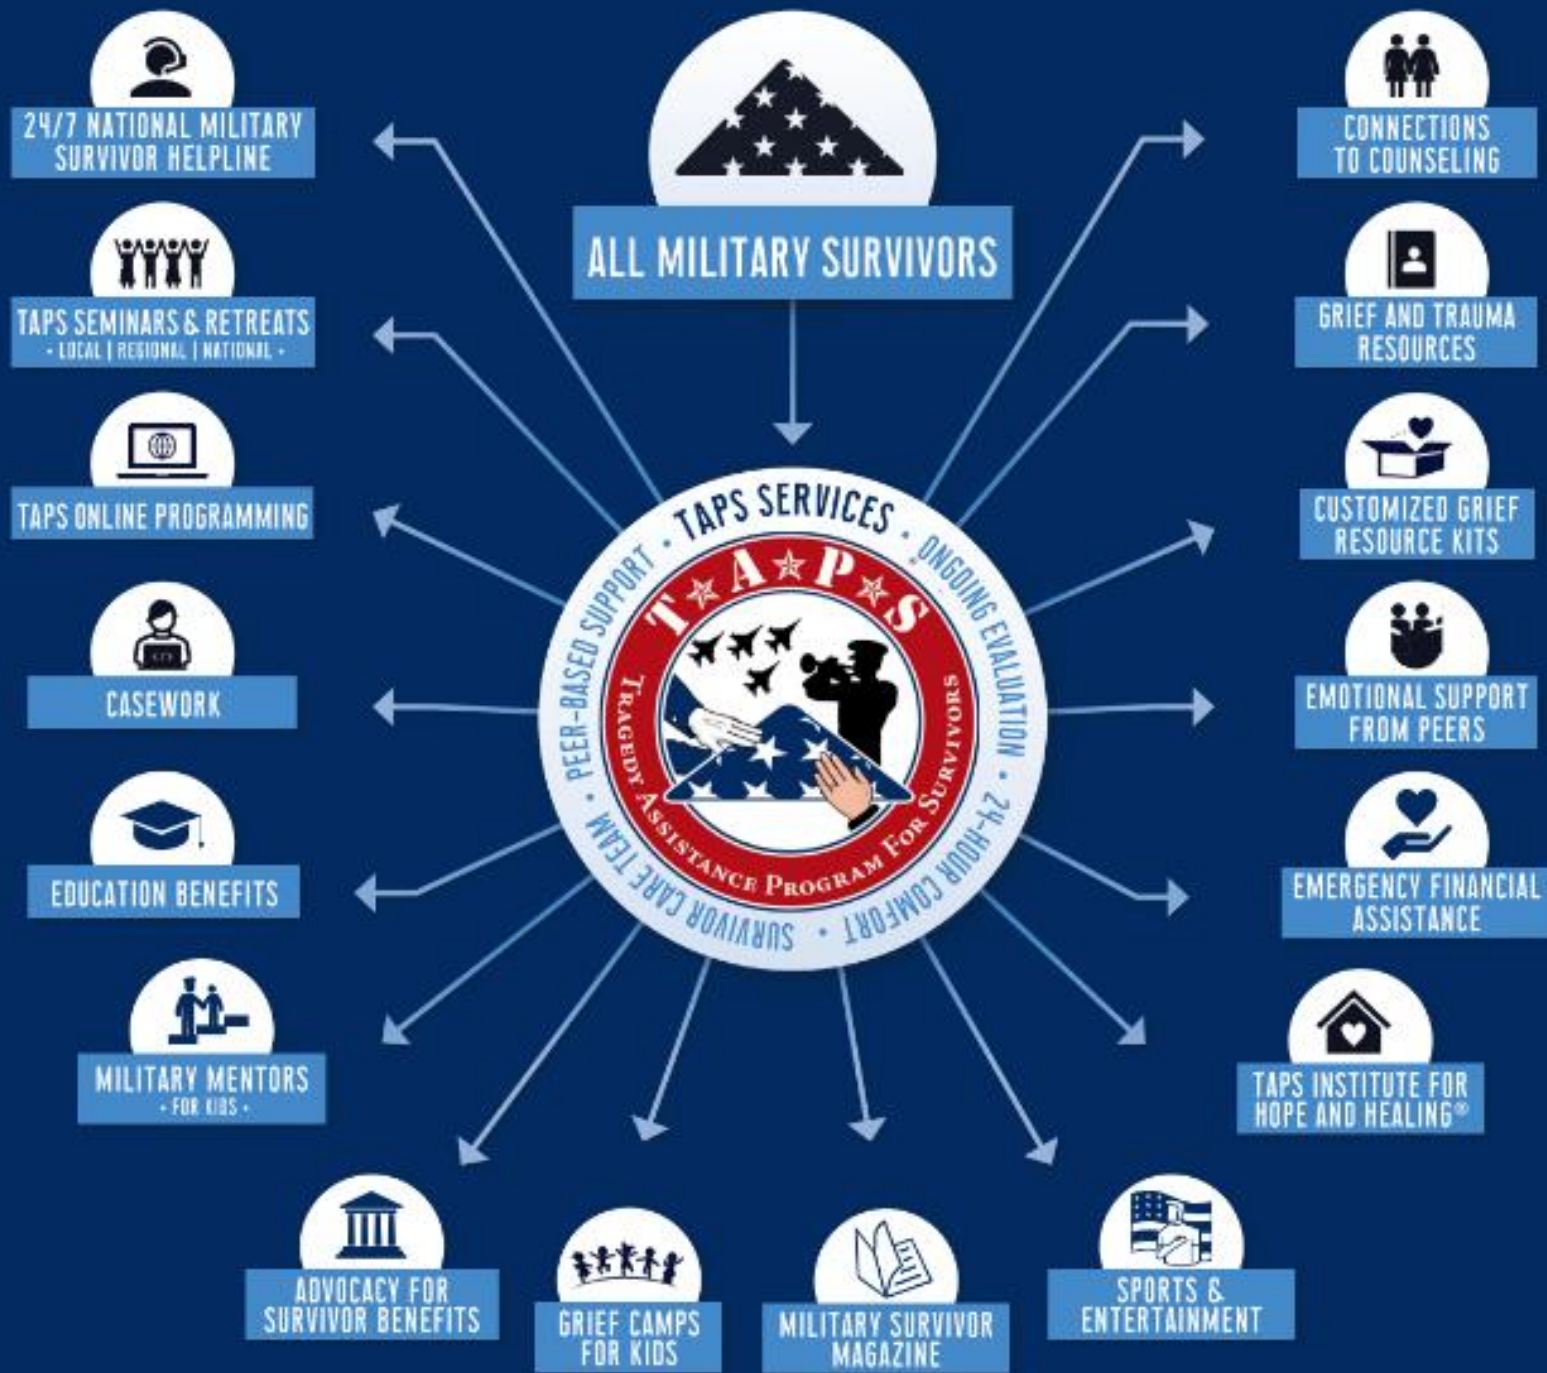 24/7 NATIONAL MILITARY
SURVIVOR HELPLINE
TAPS SEMINARS & RETREATS
• LOCAL | REGIONAL | NATIONAL •
TAPS ONLINE PROGRAMMING
CASEWORK
EDUCATION BENEFITS
MILITARY MENTORS
• FOR KIDS •
ALL MILITARY SURVIVORS
TAPS SERVICES • ONGOING EVALUATION • 24-HOUR COMFORT • SURVIVOR CARE TEAM • PEER-BASED SUPPORT •
T★A★P★S
TRAGEDY ASSISTANCE PROGRAM FOR SURVIVORS
CONNECTIONS
TO COUNSELING
GRIEF AND TRAUMA
RESOURCES
CUSTOMIZED GRIEF
RESOURCE KITS
EMOTIONAL SUPPORT
FROM PEERS
EMERGENCY FINANCIAL
ASSISTANCE
TAPS INSTITUTE FOR
HOPE AND HEALING®
ADVOCACY FOR
SURVIVOR BENEFITS
GRIEF CAMPS
FOR KIDS
MILITARY SURVIVOR
MAGAZINE
SPORTS &
ENTERTAINMENT